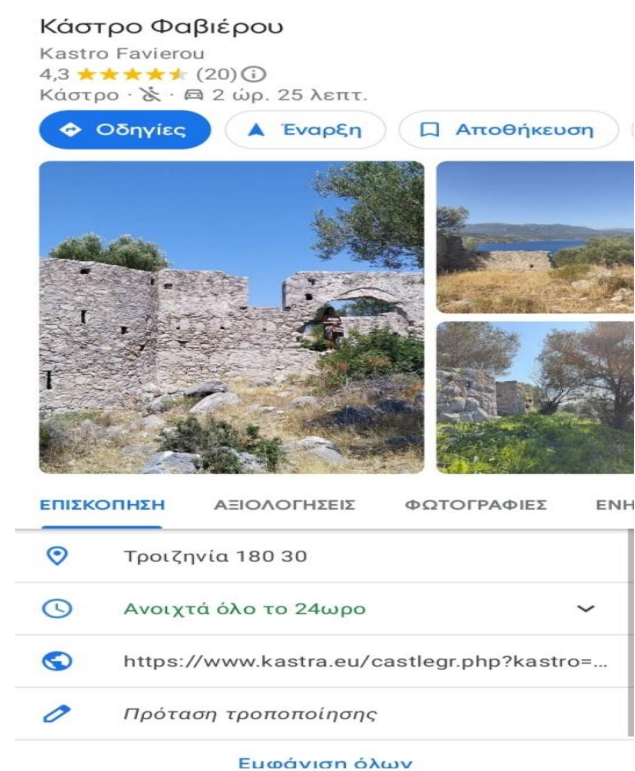 Κάστρο Φαβιέρου
Kastro Favierou
4,3 (20)
Κάστρο · · 2 ώρ. 25 λεπτ.
Οδηγίες Έναρξη Αποθήκευση
ΕΠΙΣΚΟΠΗΣΗ ΑΞΙΟΛΟΓΗΣΕΙΣ ΦΩΤΟΓΡΑΦΙΕΣ ΕΝΗ
Τροιζηνία 180 30
Ανοιχτά όλο το 24ωρο
https://www.kastra.eu/castlegr.php?kastro=...
Πρόταση τροποποίησης
Εμφάνιση όλων